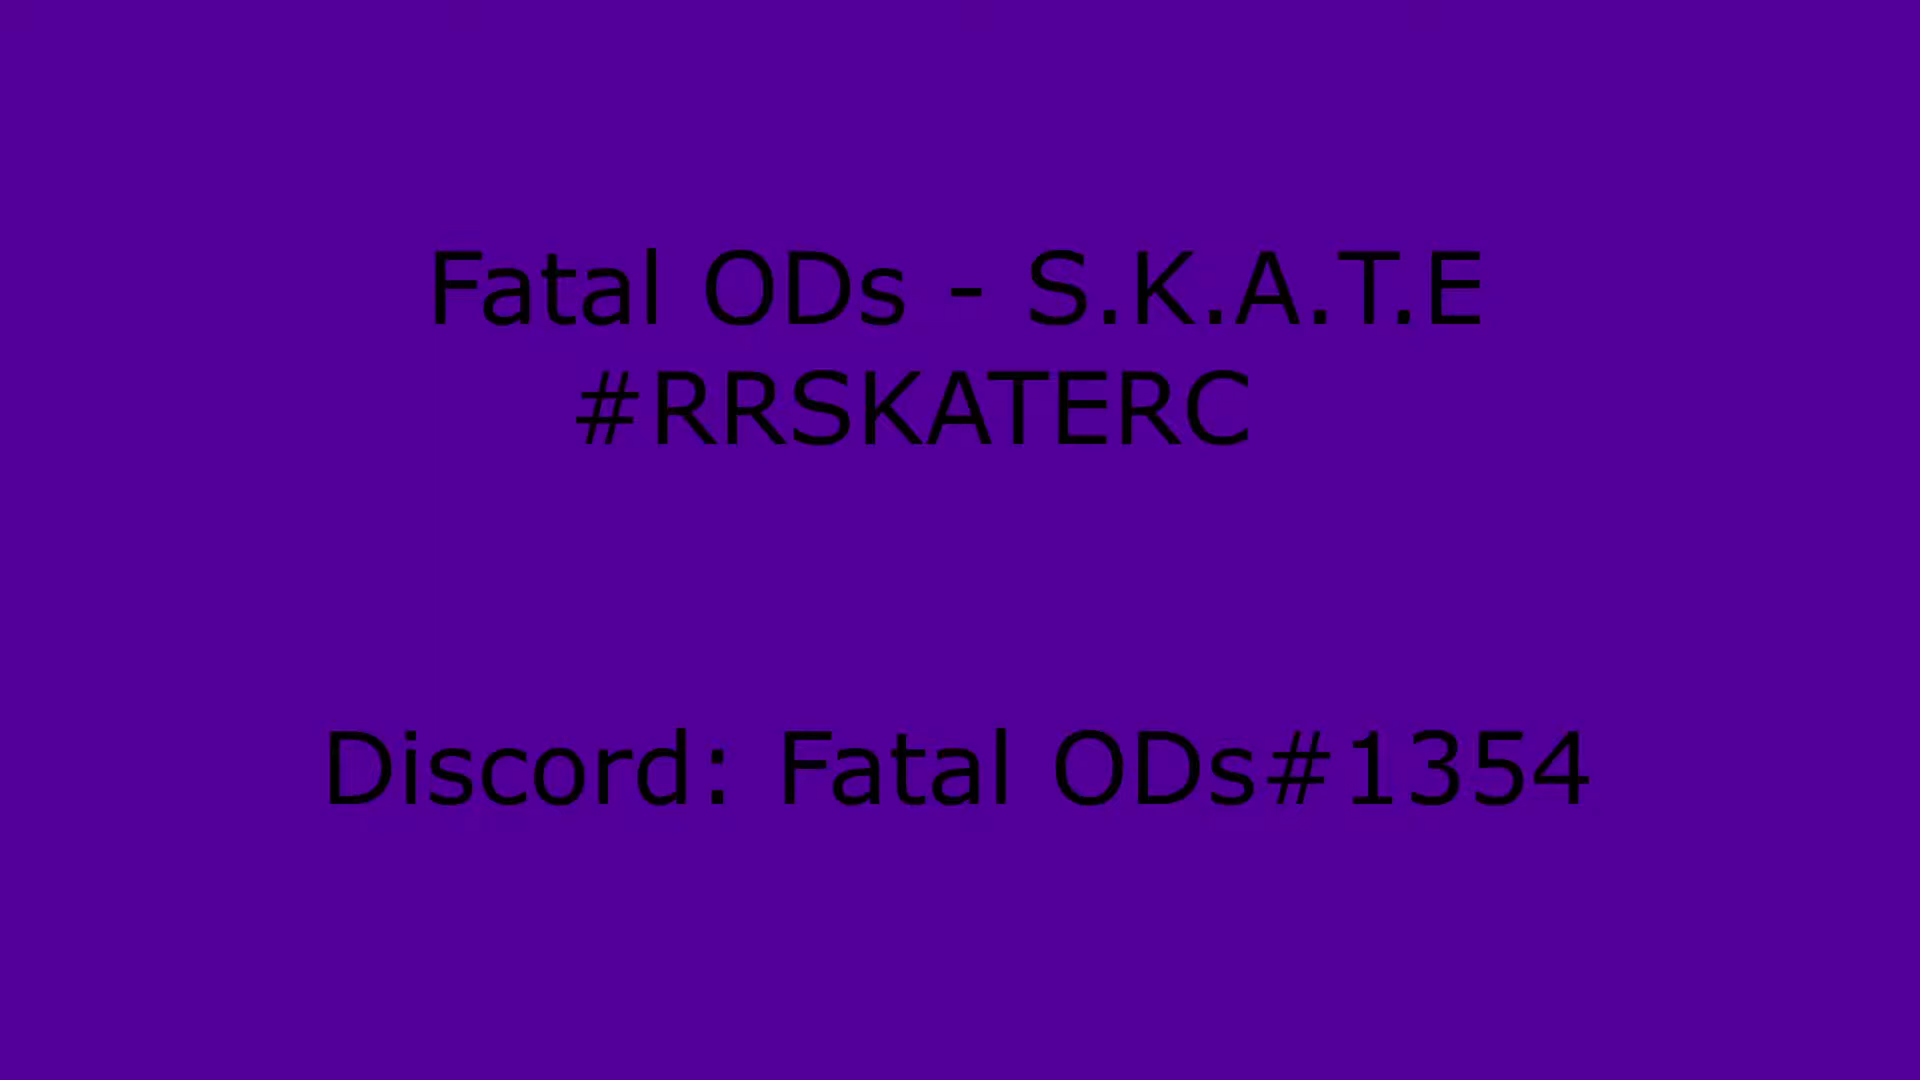 Fatal ODs - S.K.A.T.E
#RRSKATERC
Discord: Fatal ODs#1354